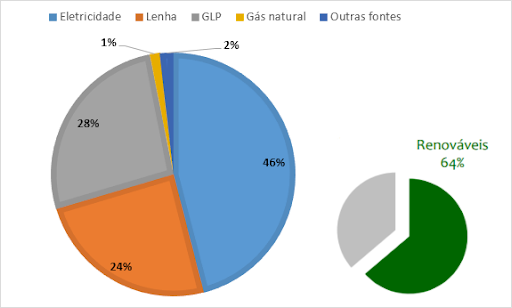 Eletricidade Lenha GLP Gás natural Outras fontes
1% 2%
28%
46%
24%
Renováveis
64%